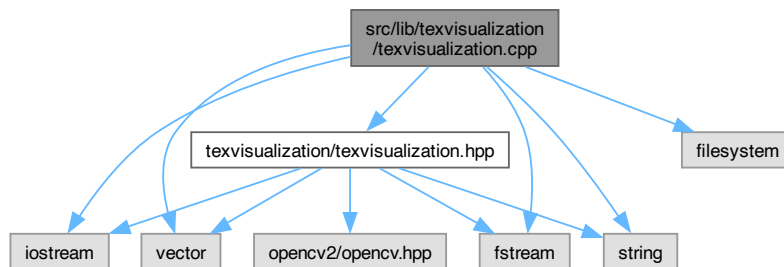 src/lib/texvisualization
/texvisualization.cpp
texvisualization/texvisualization.hpp
filesystem
iostream
vector
opencv2/opencv.hpp
fstream
string